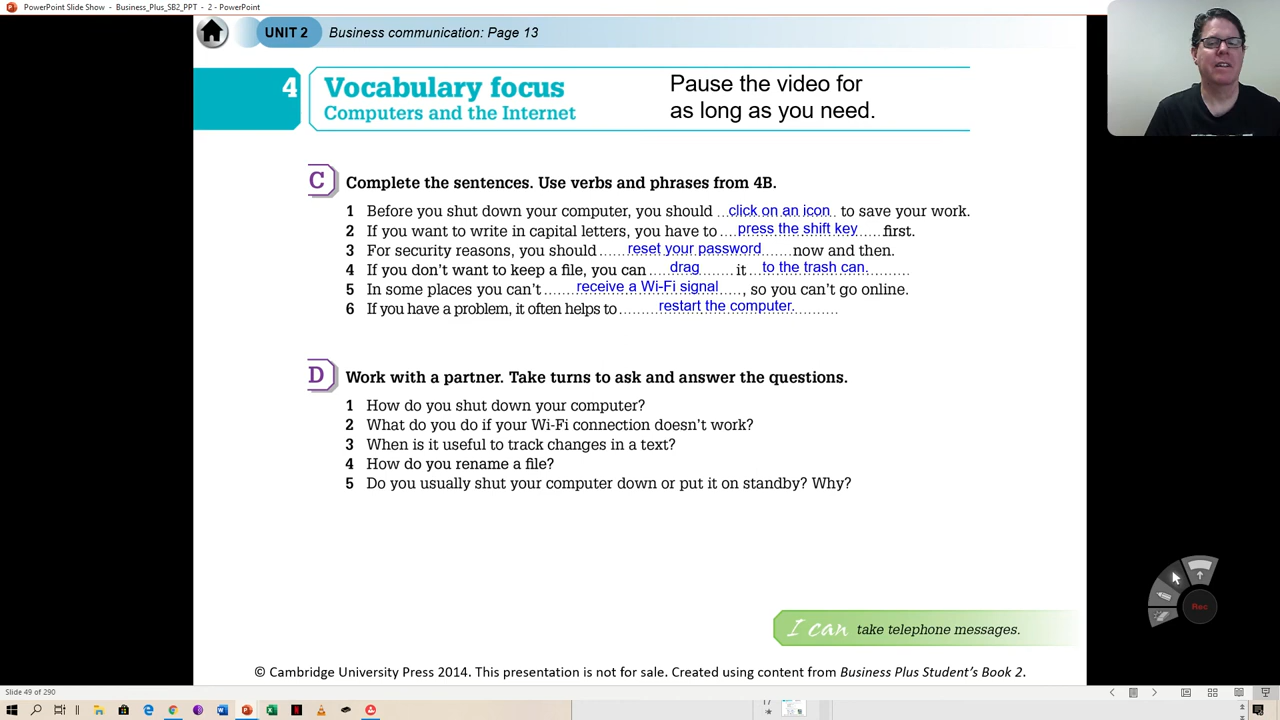 PowerPoint Slide Show - Business_Plus_SB2_PPT - 2 - PowerPoint
UNIT 2 Business communication: Page 13
4 Vocabulary focus
Computers and the Internet
Pause the video for
as long as you need.
C Complete the sentences. Use verbs and phrases from 4B.
1 Before you shut down your computer, you should click on an icon to save your work.
2 If you want to write in capital letters, you have to press the shift key first.
3 For security reasons, you should reset your password now and then.
4 If you don't want to keep a file, you can drag it to the trash can.
5 In some places you can't receive a Wi-Fi signal, so you can't go online.
6 If you have a problem, it often helps to restart the computer.
D Work with a partner. Take turns to ask and answer the questions.
1 How do you shut down your computer?
2 What do you do if your Wi-Fi connection doesn't work?
3 When is it useful to track changes in a text?
4 How do you rename a file?
5 Do you usually shut your computer down or put it on standby? Why?
Rec
I can take telephone messages.
© Cambridge University Press 2014. This presentation is not for sale. Created using content from Business Plus Student's Book 2.
Slide 49 of 290